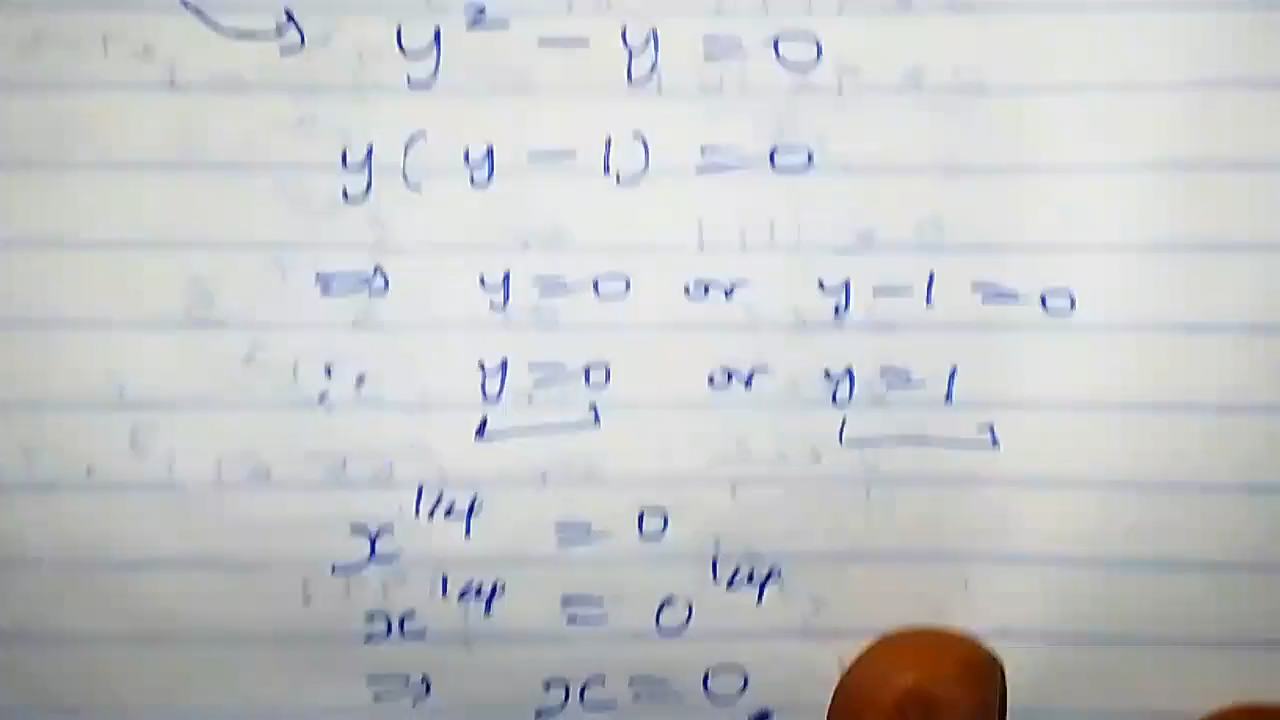 → y² - y = 0
y(y - 1) = 0
⇒ y = 0 or y - 1 = 0
∴ y = 0 or y = 1
x^1/4 = 0
x^1/4 = 0^1/4
⇒ x = 0